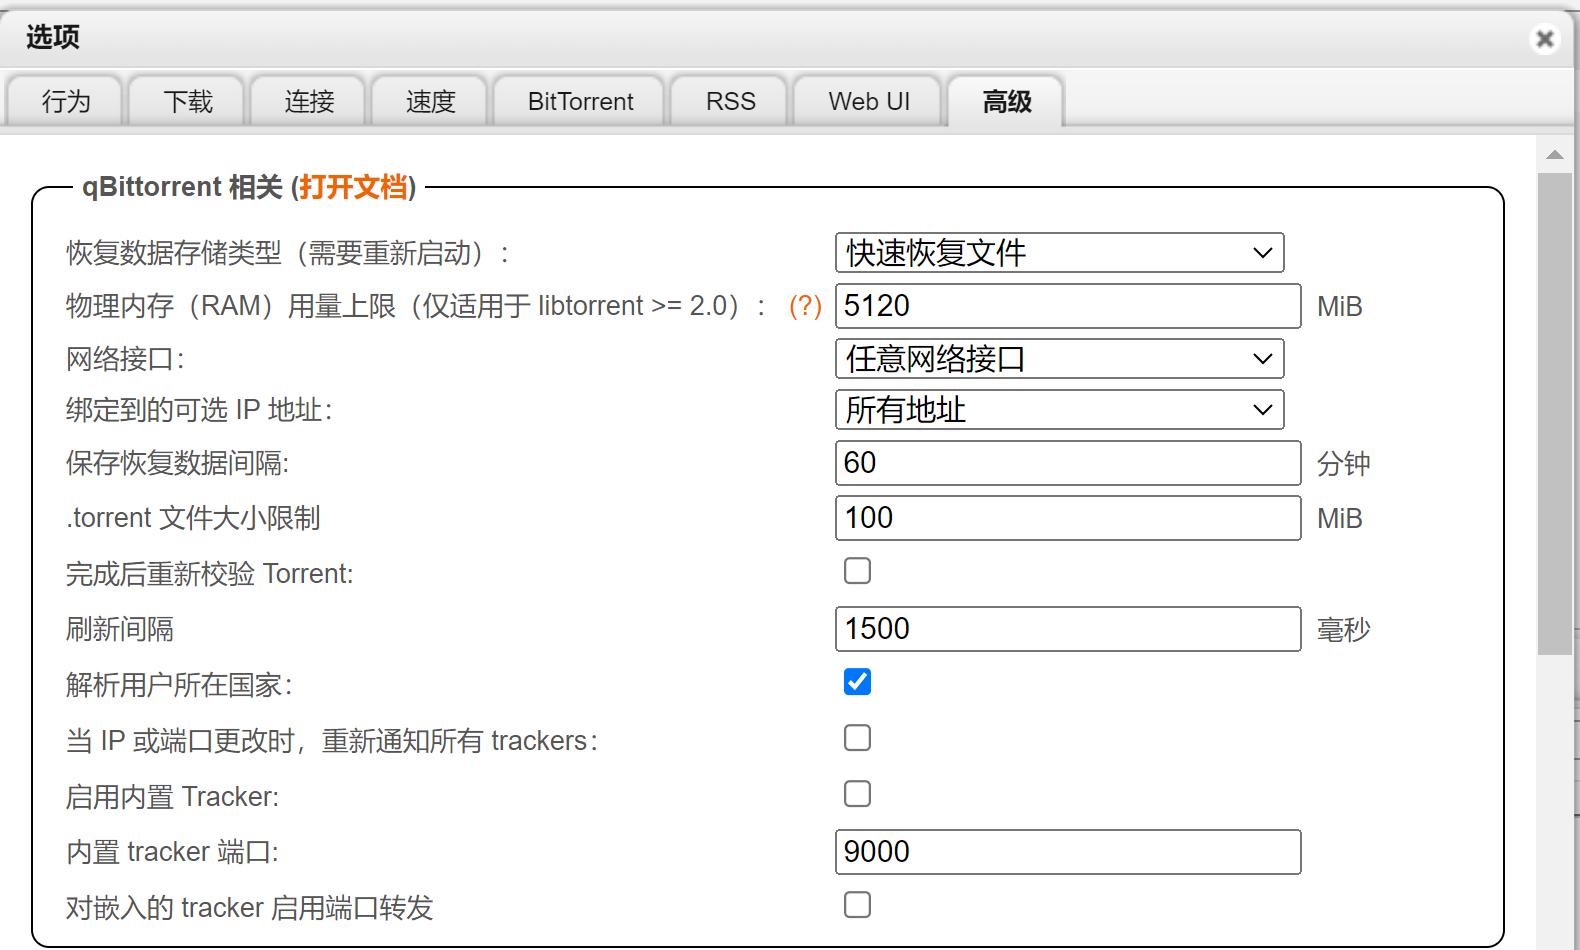 选项
行为 下载 连接 速度 BitTorrent RSS Web UI 高级
qBittorrent 相关 (打开文档)
恢复数据存储类型（需要重新启动）： 快速恢复文件
物理内存（RAM）用量上限（仅适用于 libtorrent >= 2.0）： (?) 5120 MiB
网络接口： 任意网络接口
绑定到的可选 IP 地址： 所有地址
保存恢复数据间隔: 60 分钟
.torrent 文件大小限制 100 MiB
完成后重新校验 Torrent:
刷新间隔 1500 毫秒
解析用户所在国家：
当 IP 或端口更改时，重新通知所有 trackers：
启用内置 Tracker:
内置 tracker 端口: 9000
对嵌入的 tracker 启用端口转发